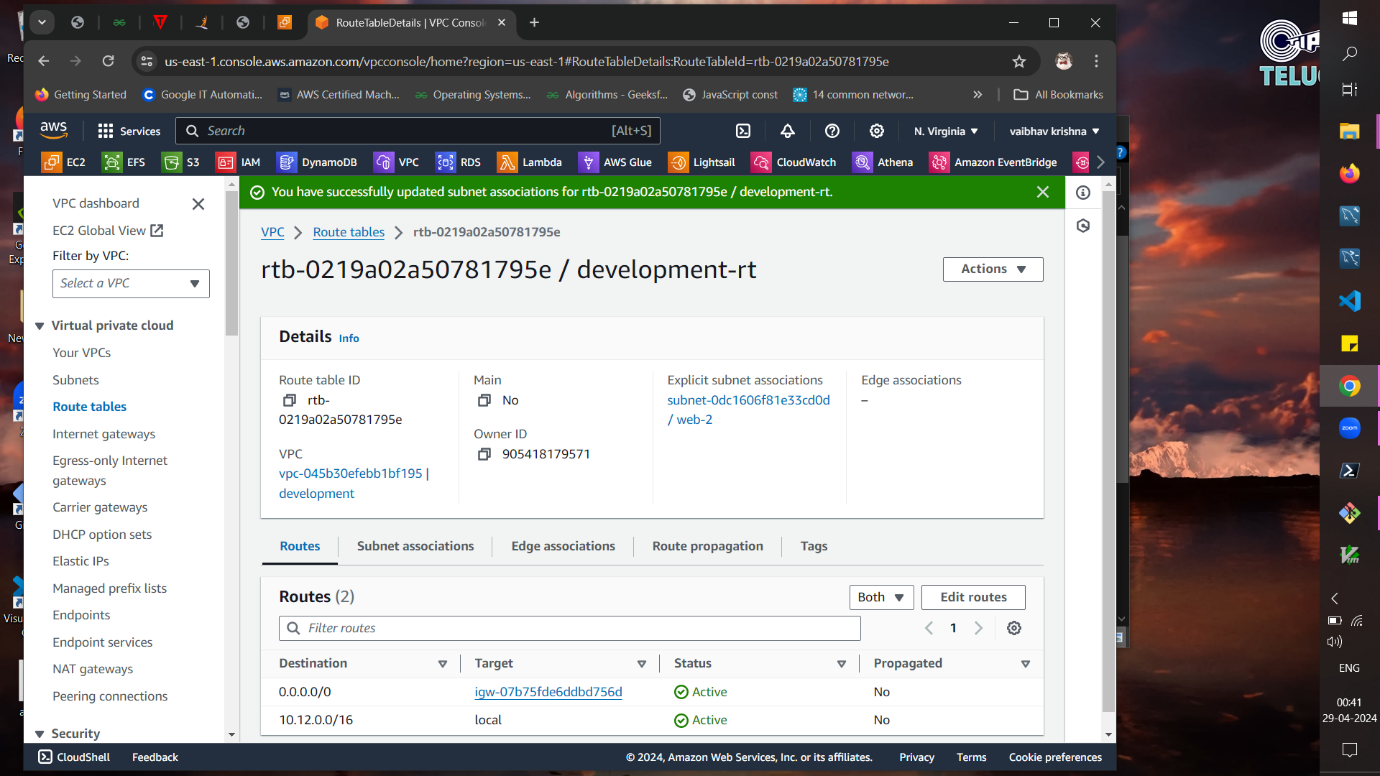 RouteTableDetails | VPC Consol
us-east-1.console.aws.amazon.com/vpcconsole/home?region=us-east-1#RouteTableDetails:RouteTableId=rtb-0219a02a50781795e
Getting Started
Google IT Automati...
AWS Certified Mach...
Operating Systems...
Algorithms - Geeksf...
JavaScript const
14 common networ...
All Bookmarks
aws
Services
Search
[Alt+S]
N. Virginia
vaibhav krishna
EC2
EFS
S3
IAM
DynamoDB
VPC
RDS
Lambda
AWS Glue
Lightsail
CloudWatch
Athena
Amazon EventBridge
VPC dashboard
EC2 Global View
Filter by VPC:
Select a VPC
Virtual private cloud
Your VPCs
Subnets
Route tables
Internet gateways
Egress-only Internet
gateways
Carrier gateways
DHCP option sets
Elastic IPs
Managed prefix lists
Endpoints
Endpoint services
NAT gateways
Peering connections
Security
You have successfully updated subnet associations for rtb-0219a02a50781795e / development-rt.
VPC
Route tables
rtb-0219a02a50781795e
rtb-0219a02a50781795e / development-rt
Actions
Details Info
Route table ID
rtb-
0219a02a50781795e
VPC
vpc-045b30efebb1bf195 |
development
Main
No
Owner ID
905418179571
Explicit subnet associations
subnet-0dc1606f81e33cd0d
/ web-2
Edge associations
–
Routes
Subnet associations
Edge associations
Route propagation
Tags
Routes (2)
Both
Edit routes
Filter routes
1
Destination
Target
Status
Propagated
0.0.0.0/0
igw-07b75fde6ddbd756d
Active
No
10.12.0.0/16
local
Active
No
CloudShell
Feedback
© 2024, Amazon Web Services, Inc. or its affiliates.
Privacy
Terms
Cookie preferences
TELU
zoom
ENG
00:41
29-04-2024